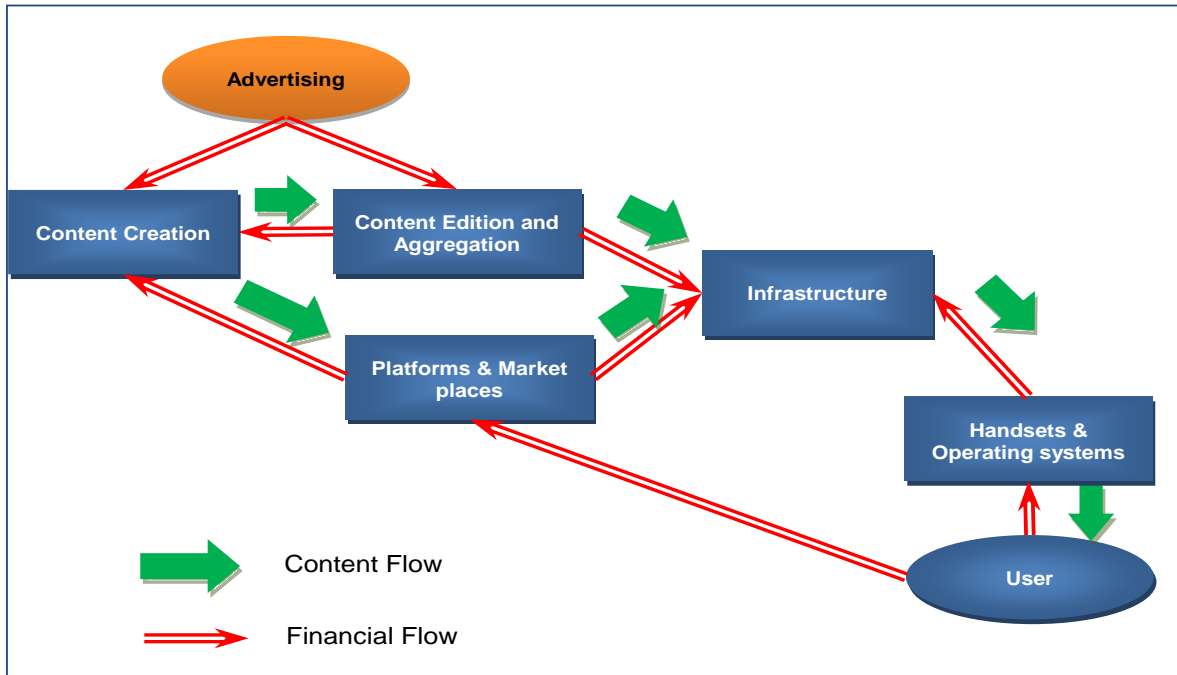 Advertising
Content Creation
Content Edition and
Aggregation
Infrastructure
Platforms & Market
places
Handsets &
Operating systems
User
Content Flow
Financial Flow